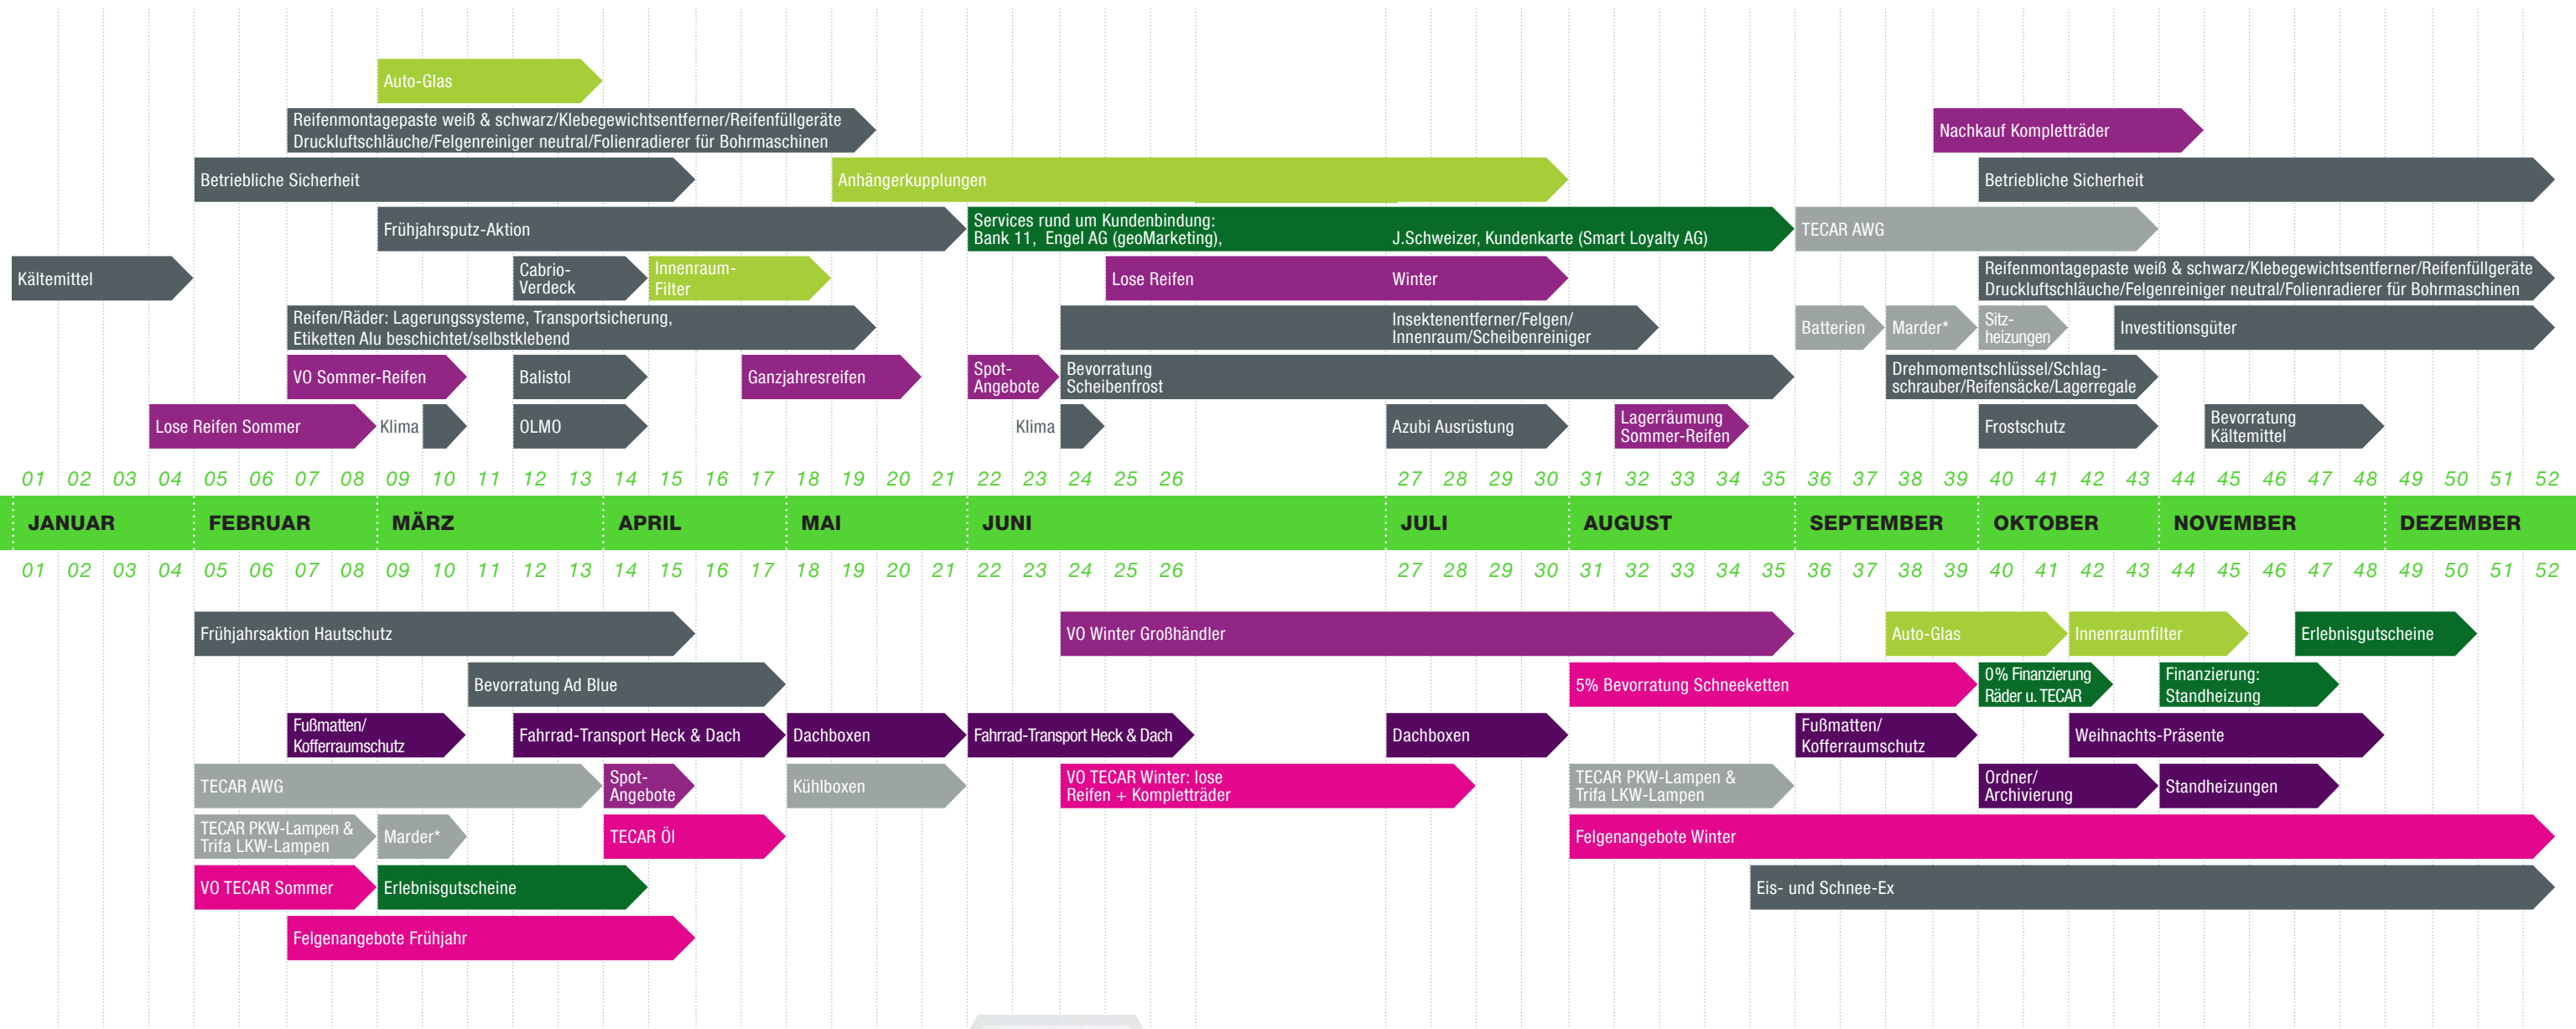 Auto-Glas
Reifenmontagepaste weiß & schwarz/Klebegewichtsentferner/Reifenfüllgeräte
Druckluftschläuche/Felgenreiniger neutral/Folienradierer für Bohrmaschinen
Nachkauf Kompletträder
Betriebliche Sicherheit
Anhängerkupplungen
Betriebliche Sicherheit
Frühjahrsputz-Aktion
Services rund um Kundenbindung:
Bank 11, Engel AG (geoMarketing), J.Schweizer, Kundenkarte (Smart Loyalty AG)
TECAR AWG
Kältemittel
Cabrio-
Verdeck
Innenraum-
Filter
Lose Reifen Winter
Reifenmontagepaste weiß & schwarz/Klebegewichtsentferner/Reifenfüllgeräte
Druckluftschläuche/Felgenreiniger neutral/Folienradierer für Bohrmaschinen
Reifen/Räder: Lagerungssysteme, Transportsicherung,
Etiketten Alu beschichtet/selbstklebend
Insektenentferner/Felgen/
Innenraum/Scheibenreiniger
Batterien
Marder*
Sitz-
heizungen
Investitionsgüter
VO Sommer-Reifen
Balistol
Ganzjahresreifen
Spot-
Angebote
Bevorratung
Scheibenfrost
Drehmomentschlüssel/Schlag-
schrauber/Reifensäcke/Lagerregale
Lose Reifen Sommer
Klima
OLMO
Klima
Azubi Ausrüstung
Lagerräumung
Sommer-Reifen
Frostschutz
Bevorratung
Kältemittel
01 02 03 04 05 06 07 08 09 10 11 12 13 14 15 16 17 18 19 20 21 22 23 24 25 26 27 28 29 30 31 32 33 34 35 36 37 38 39 40 41 42 43 44 45 46 47 48 49 50 51 52
JANUAR FEBRUAR MÄRZ APRIL MAI JUNI JULI AUGUST SEPTEMBER OKTOBER NOVEMBER DEZEMBER
01 02 03 04 05 06 07 08 09 10 11 12 13 14 15 16 17 18 19 20 21 22 23 24 25 26 27 28 29 30 31 32 33 34 35 36 37 38 39 40 41 42 43 44 45 46 47 48 49 50 51 52
Frühjahrsaktion Hautschutz
VO Winter Großhändler
Auto-Glas
Innenraumfilter
Erlebnisgutscheine
Bevorratung Ad Blue
5% Bevorratung Schneeketten
0% Finanzierung
Räder u. TECAR
Finanzierung:
Standheizung
Fußmatten/
Kofferraumschutz
Fahrrad-Transport Heck & Dach
Dachboxen
Fahrrad-Transport Heck & Dach
Dachboxen
Fußmatten/
Kofferraumschutz
Weihnachts-Präsente
TECAR AWG
Spot-
Angebote
Kühlboxen
VO TECAR Winter: lose
Reifen + Kompletträder
TECAR PKW-Lampen &
Trifa LKW-Lampen
Ordner/
Archivierung
Standheizungen
TECAR PKW-Lampen &
Trifa LKW-Lampen
Marder*
TECAR Öl
Felgenangebote Winter
VO TECAR Sommer
Erlebnisgutscheine
Eis- und Schnee-Ex
Felgenangebote Frühjahr